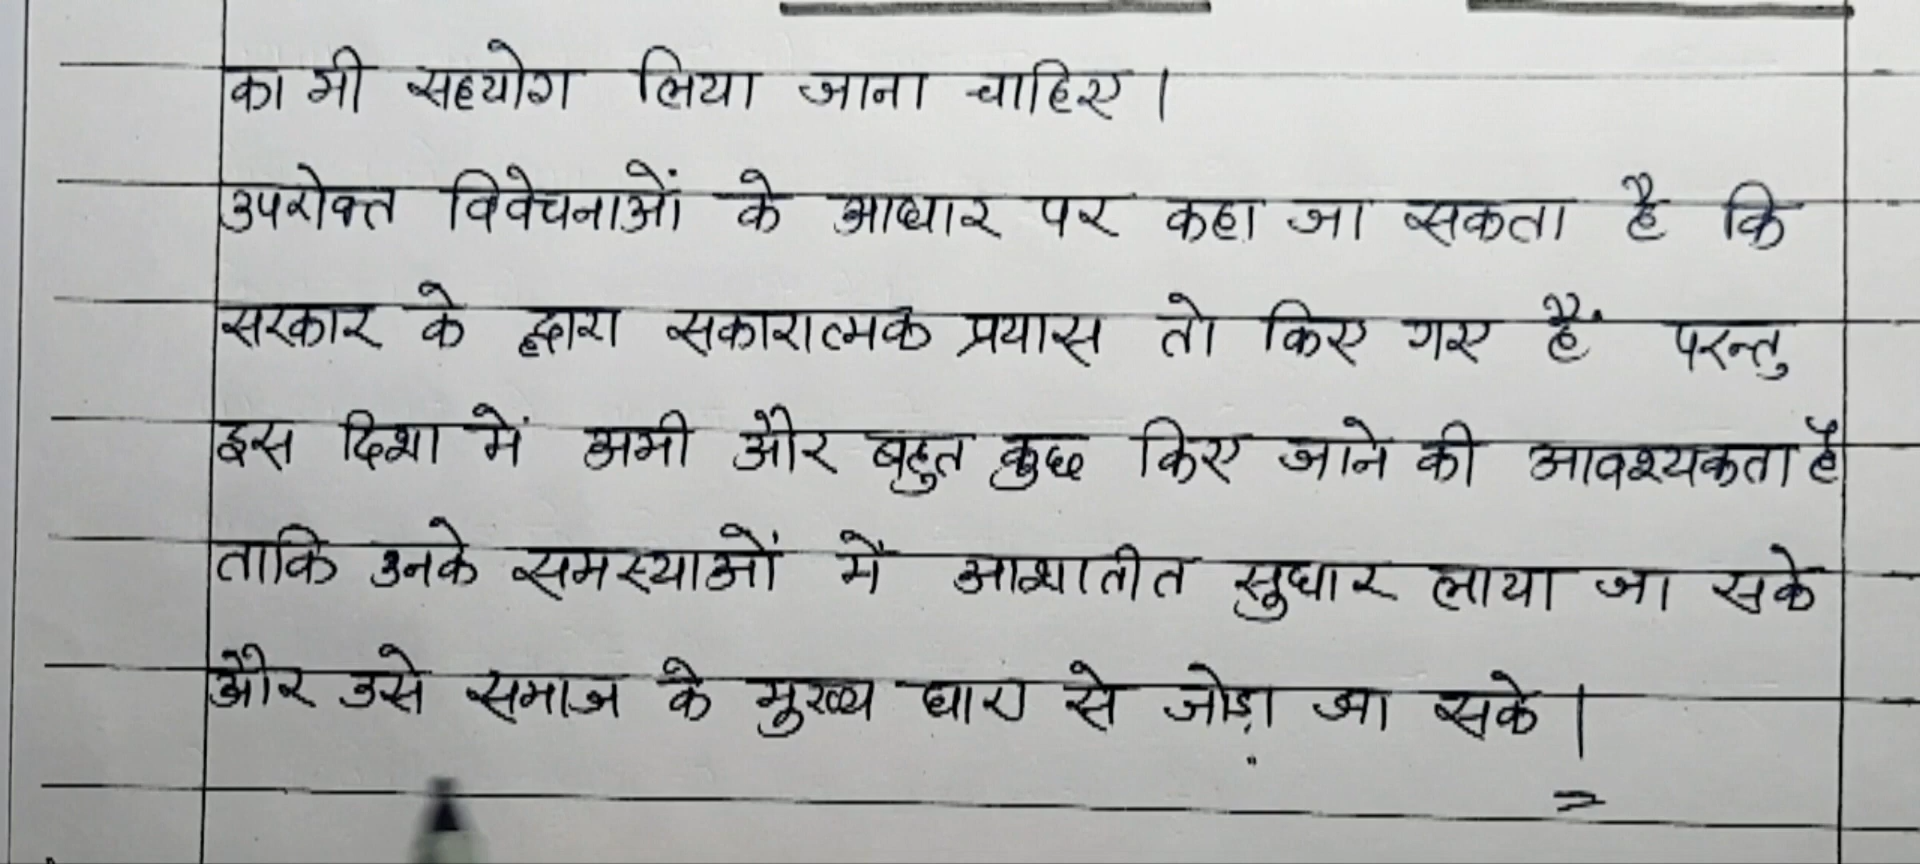 का भी सहयोग लिया जाना चाहिए।
उपरोक्त विवेचनाओं के आधार पर कहा जा सकता है कि
सरकार के द्वारा सकारात्मक प्रयास तो किए गए हैं परन्तु
इस दिशा में अभी और बहुत कुछ किए जाने की आवश्यकता है
ताकि उनके समस्याओं में आशातीत सुधार लाया जा सके
और उसे समाज के मुख्य धारा से जोड़ा जा सके।